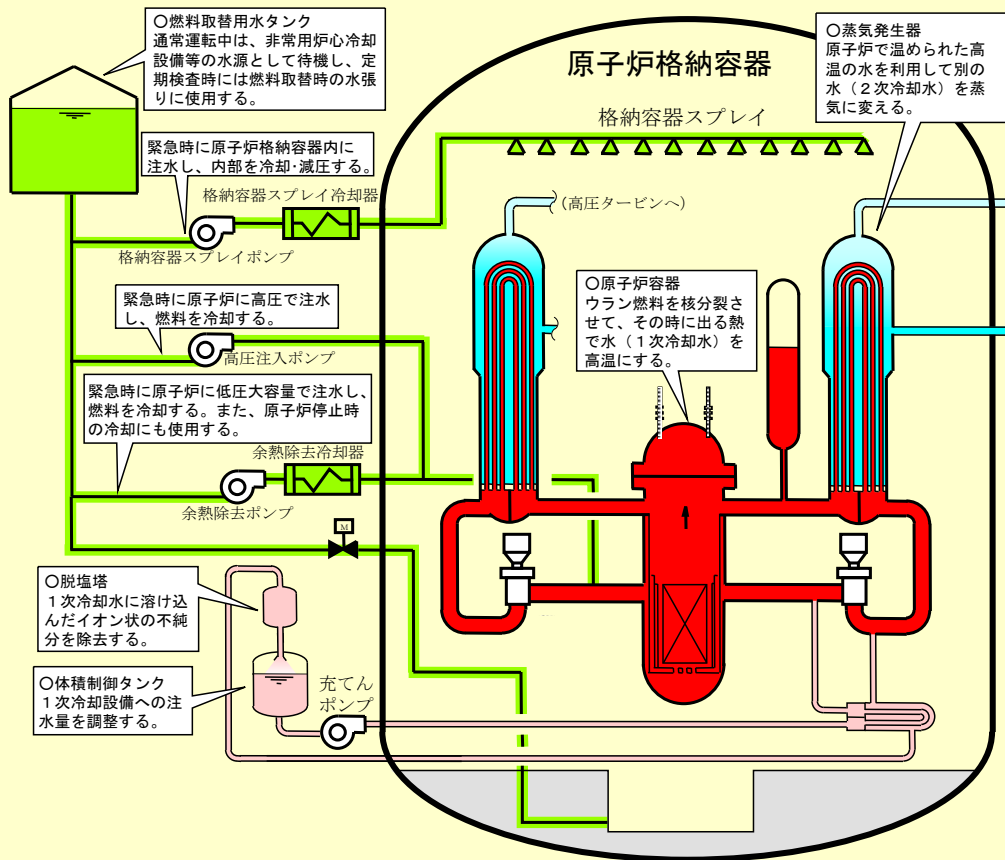 ○燃料取替用水タンク
通常運転中は、非常用炉心冷却
設備等の水源として待機し、定
期検査時には燃料取替時の水張
りに使用する。
○蒸気発生器
原子炉で温められた高
温の水を利用して別の
水（２次冷却水）を蒸
気に変える。
原子炉格納容器
格納容器スプレイ
緊急時に原子炉格納容器内に
注水し、内部を冷却･減圧する。
格納容器スプレイ冷却器
(高圧タービンへ)
格納容器スプレイポンプ
○原子炉容器
ウラン燃料を核分裂さ
せて、その時に出る熱
で水（１次冷却水）を
高温にする。
緊急時に原子炉に高圧で注水
し、燃料を冷却する。
高圧注入ポンプ
緊急時に原子炉に低圧大容量で注水し、
燃料を冷却する。また、原子炉停止時
の冷却にも使用する。
余熱除去冷却器
余熱除去ポンプ
M
○脱塩塔
１次冷却水に溶け込
んだイオン状の不純
分を除去する。
○体積制御タンク
１次冷却設備への注
水量を調整する。
充てん
ポンプ